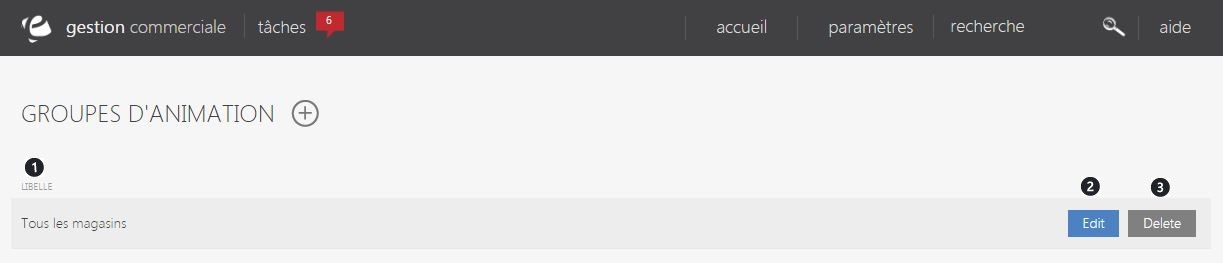 gestion commerciale tâches 6 accueil paramètres recherche aide
GROUPES D'ANIMATION
1
LIBELLE
2 3
Tous les magasins Edit Delete